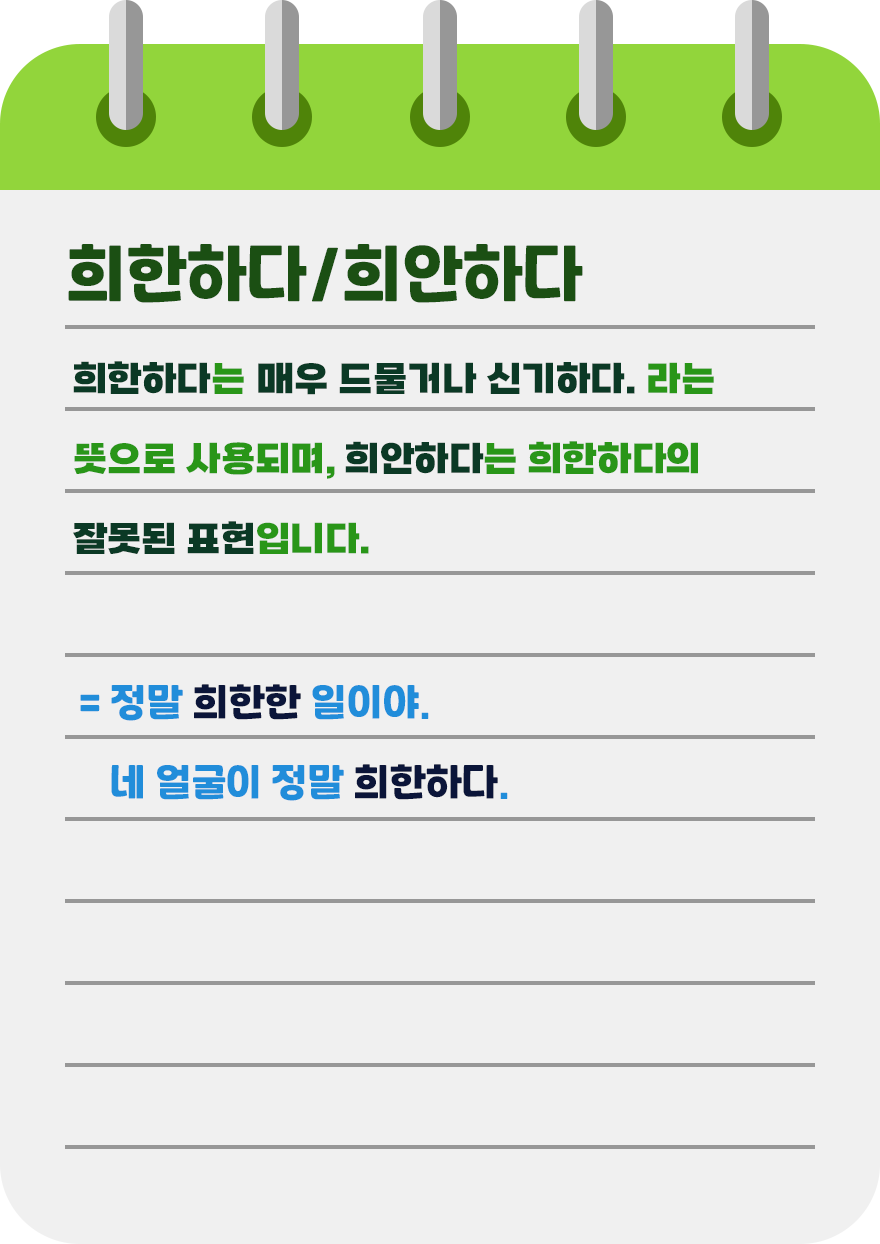 희한하다/희안하다
희한하다는 매우 드물거나 신기하다. 라는
뜻으로 사용되며, 희안하다는 희한하다의
잘못된 표현입니다.
= 정말 희한한 일이야.
네 얼굴이 정말 희한하다.